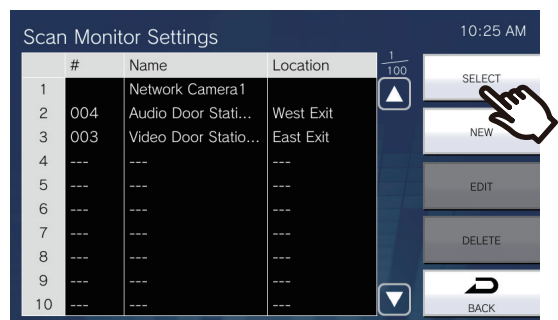 Scan Monitor Settings 10:25 AM
# Name Location 1/100
1 Network Camera1
2 004 Audio Door Stati... West Exit
3 003 Video Door Statio... East Exit
4 --- --- ---
5 --- --- ---
6 --- --- ---
7 --- --- ---
8 --- --- ---
9 --- --- ---
10 --- --- ---
SELECT
NEW
EDIT
DELETE
BACK